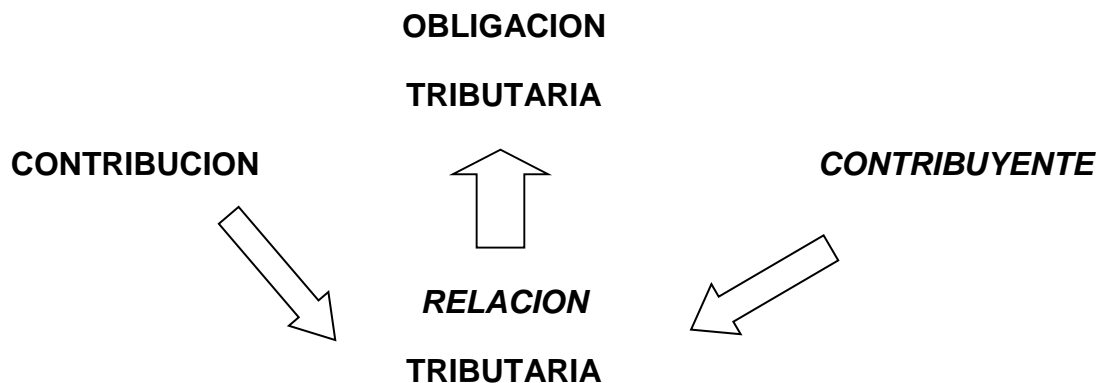 OBLIGACION
TRIBUTARIA
CONTRIBUCION
CONTRIBUYENTE
RELACION
TRIBUTARIA